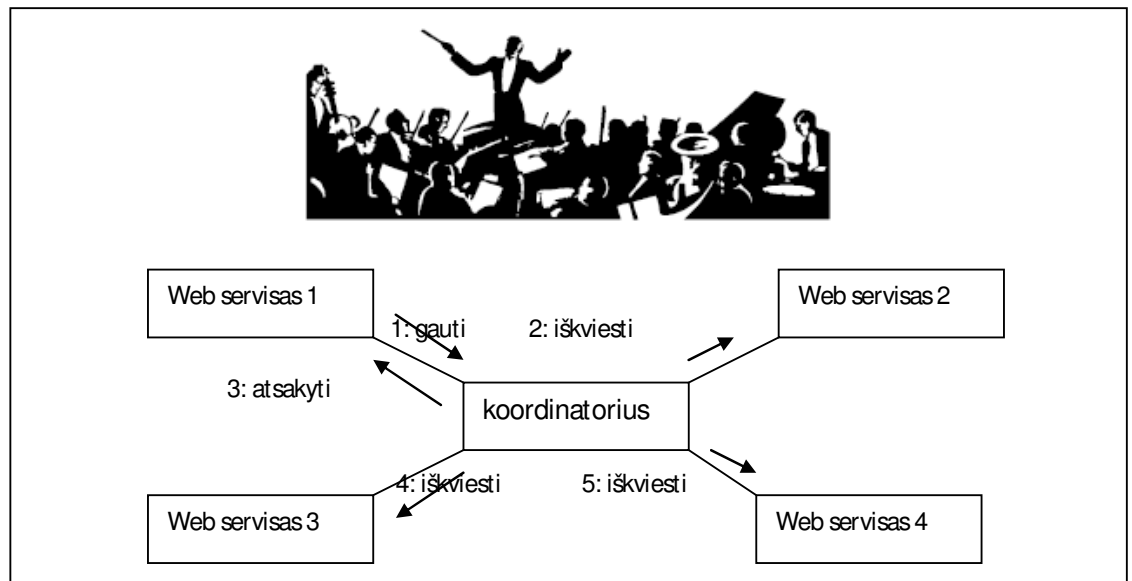 Web servisas 1
Web servisas 2
1: gauti
2: iškviesti
3: atsakyti
koordinatorius
4: iškviesti
5: iškviesti
Web servisas 3
Web servisas 4